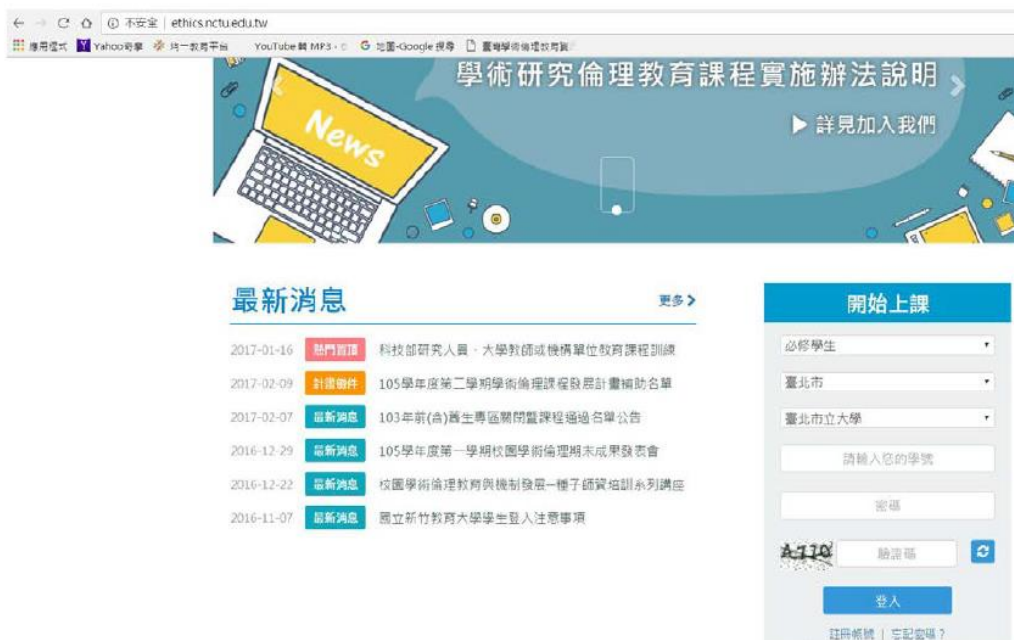 不安全 | ethics.nctu.edu.tw
應用程式 Yahoo奇摩 均一教育平台 YouTube 轉 MP3 - 地圖-Google 搜尋 臺灣學術倫理教育資
學術研究倫理教育課程實施辦法說明
▶ 詳見加入我們
News
最新消息 更多
2017-01-16 熱門置頂 科技部研究人員、大學教師或機構單位教育課程訓練
2017-02-09 計畫徵件 105學年度第二學期學術倫理課程發展計畫補助名單
2017-02-07 最新消息 103年前(含)舊生專區關閉暨課程通過名單公告
2016-12-29 最新消息 105學年度第一學期校園學術倫理期末成果發表會
2016-12-22 最新消息 校園學術倫理教育與機制發展─種子師資培訓系列講座
2016-11-07 最新消息 國立新竹教育大學學生登入注意事項
開始上課
必修學生
臺北市
臺北市立大學
請輸入您的學號
密碼
驗證碼
登入
註冊帳號 | 忘記密碼？